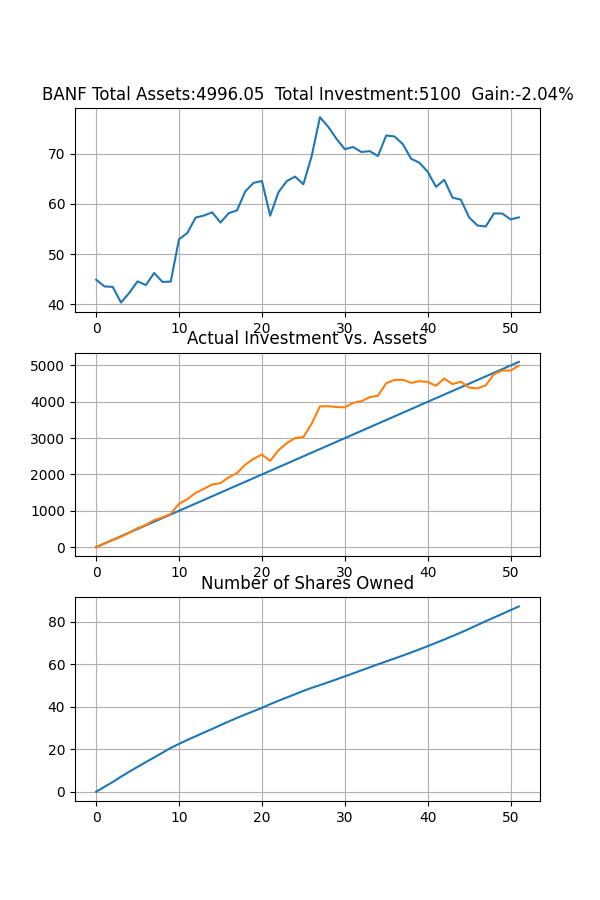 BANF Total Assets:4996.05  Total Investment:5100  Gain:-2.04%
70
60
50
40
0 10 20 30 40 50
Actual Investment vs. Assets
5000
4000
3000
2000
1000
0
0 10 20 30 40 50
Number of Shares Owned
80
60
40
20
0
0 10 20 30 40 50